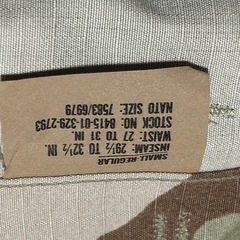 SMALL-REGULAR
INSEAM: 29½ TO 32½ IN.
WAIST: 27 TO 31 IN.
STOCK NO: 8415-01-329-2793
NATO SIZE: 7583/6979